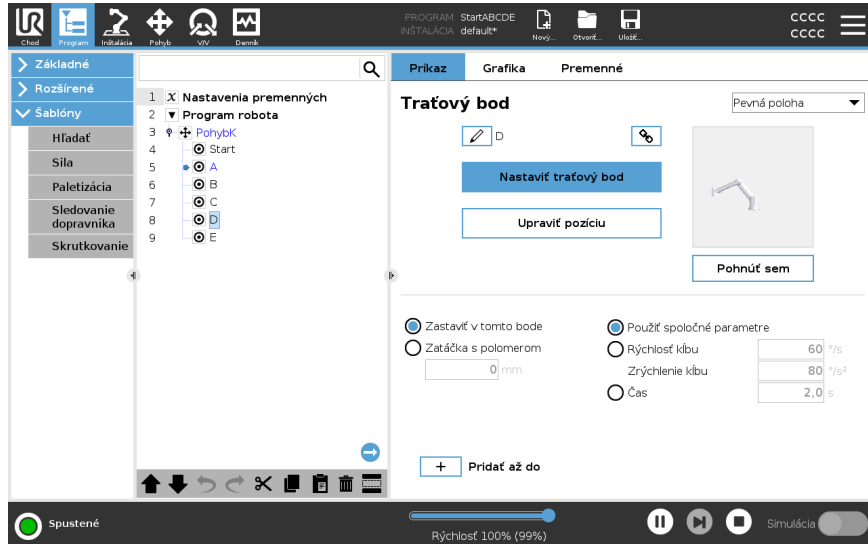 UR
Chod
Program
Inštalácia
Pohyb
V/V
Denník
PROGRAM StartABCDE
INŠTALÁCIA default*
Nový...
Otvoriť...
Uložiť...
CCCC
CCCC
Základné
Rozšírené
Šablóny
Hľadať
Sila
Paletizácia
Sledovanie
dopravníka
Skrutkovanie
1 X Nastavenia premenných
2 Program robota
3 PohybK
4 Start
5 A
6 B
7 C
8 D
9 E
Príkaz Grafika Premenné
Traťový bod
Pevná poloha
D
Nastaviť traťový bod
Upraviť pozíciu
Pohnúť sem
Zastaviť v tomto bode
Zatáčka s polomerom
0 mm
Použiť spoločné parametre
Rýchlosť kĺbu 60 °/s
Zrýchlenie kĺbu 80 °/s²
Čas 2,0 s
+ Pridať až do
Spustené
Rýchlosť 100% (99%)
Simulácia